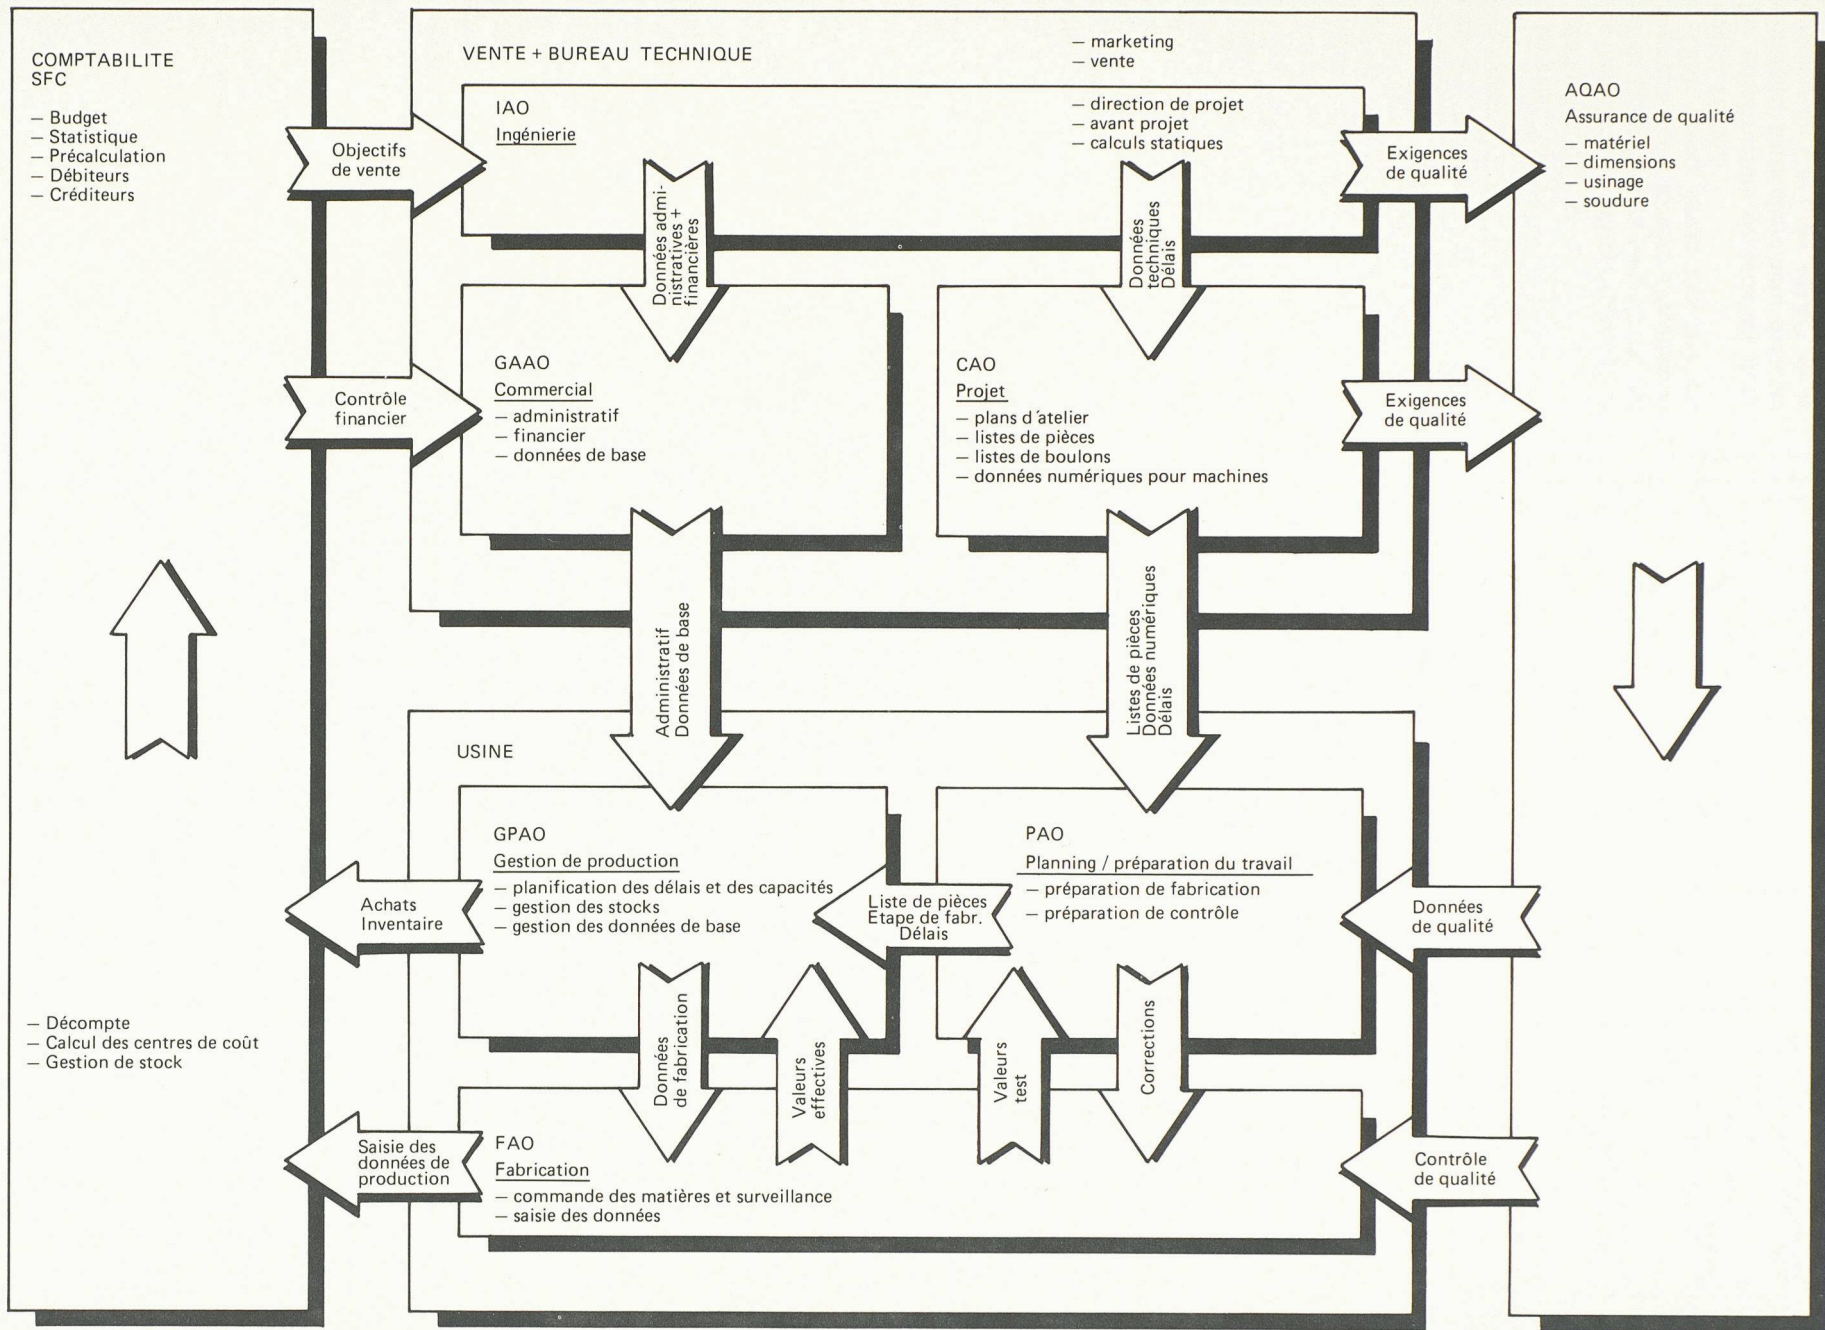 COMPTABILITE
SFC
— Budget
— Statistique
— Précalculation
— Débiteurs
— Créditeurs
VENTE + BUREAU TECHNIQUE
— marketing
— vente
IAO
Ingénierie
— direction de projet
— avant projet
— calculs statiques
AQAO
Assurance de qualité
— matériel
— dimensions
— usinage
— soudure
Objectifs
de vente
Exigences
de qualité
Données admi-
nistratives +
financières
Données
techniques
Délais
Contrôle
financier
GAAO
Commercial
— administratif
— financier
— données de base
CAO
Projet
— plans d´atelier
— listes de pièces
— listes de boulons
— données numériques pour machines
Exigences
de qualité
Administratif
Données de base
Listes de pièces
Données numériques
Délais
USINE
GPAO
Gestion de production
— planification des délais et des capacités
— gestion des stocks
— gestion des données de base
PAO
Planning / préparation du travail
— préparation de fabrication
— préparation de contrôle
Achats
Inventaire
Liste de pièces
Etape de fabr.
Délais
Données
de qualité
— Décompte
— Calcul des centres de coût
— Gestion de stock
Données
de fabrication
Valeurs
effectives
Valeurs
test
Corrections
Saisie des
données de
production
FAO
Fabrication
— commande des matières et surveillance
— saisie des données
Contrôle
de qualité